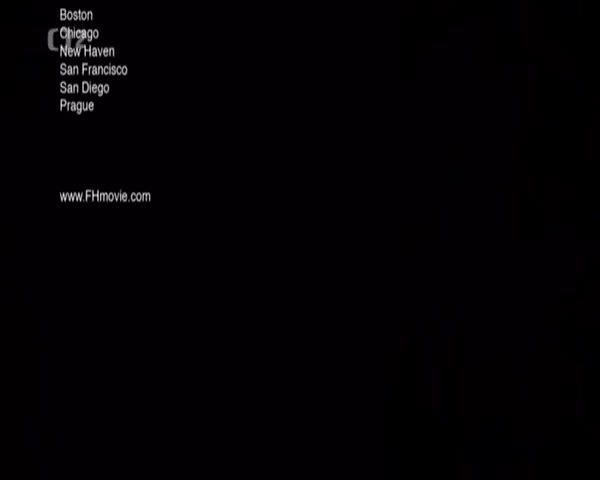 Boston
Chicago
New Haven
San Francisco
San Diego
Prague
www.FHmovie.com